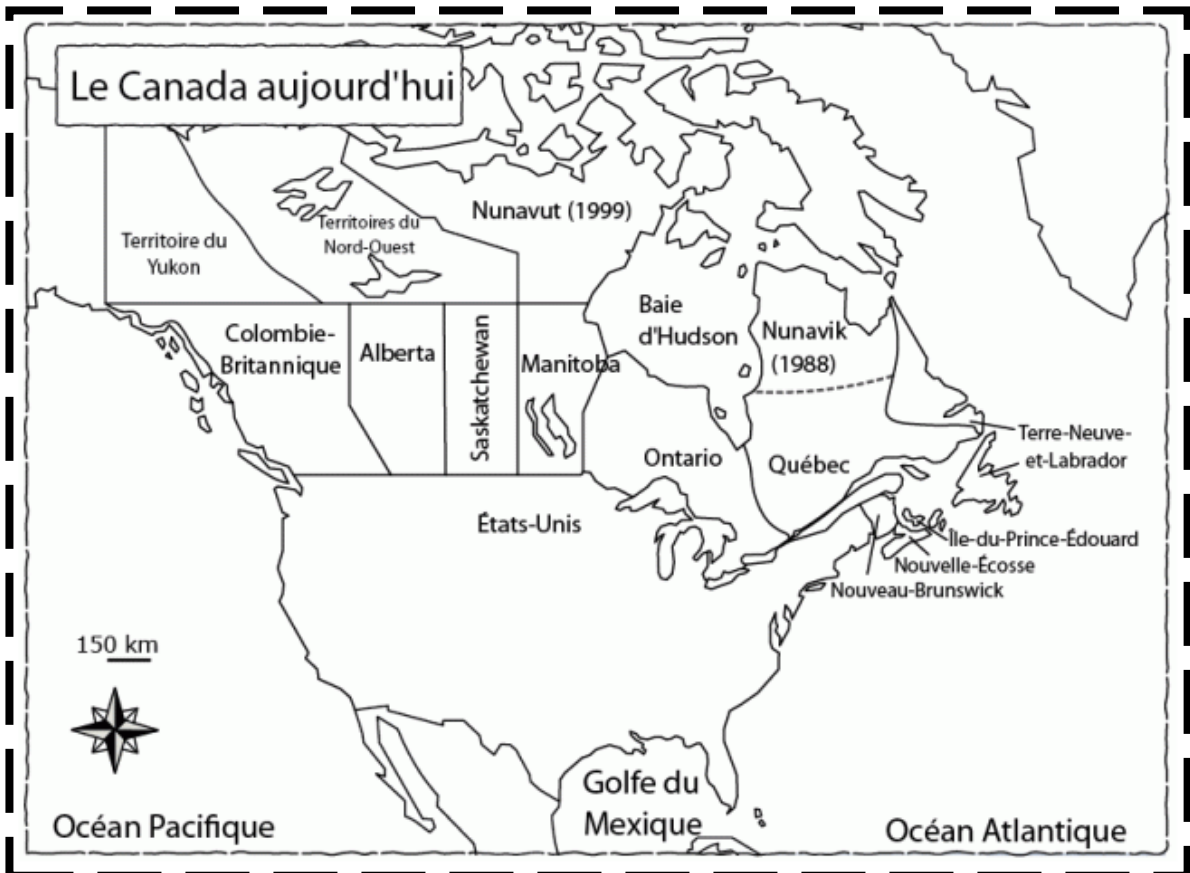 Le Canada aujourd'hui
Nunavut (1999)
Territoires du
Nord-Ouest
Territoire du
Yukon
Baie
d'Hudson
Nunavik
(1988)
Colombie-
Britannique
Alberta
Saskatchewan
Manitoba
Terre-Neuve-
et-Labrador
Ontario
Québec
États-Unis
Île-du-Prince-Édouard
Nouvelle-Écosse
Nouveau-Brunswick
150 km
Golfe du
Mexique
Océan Pacifique
Océan Atlantique